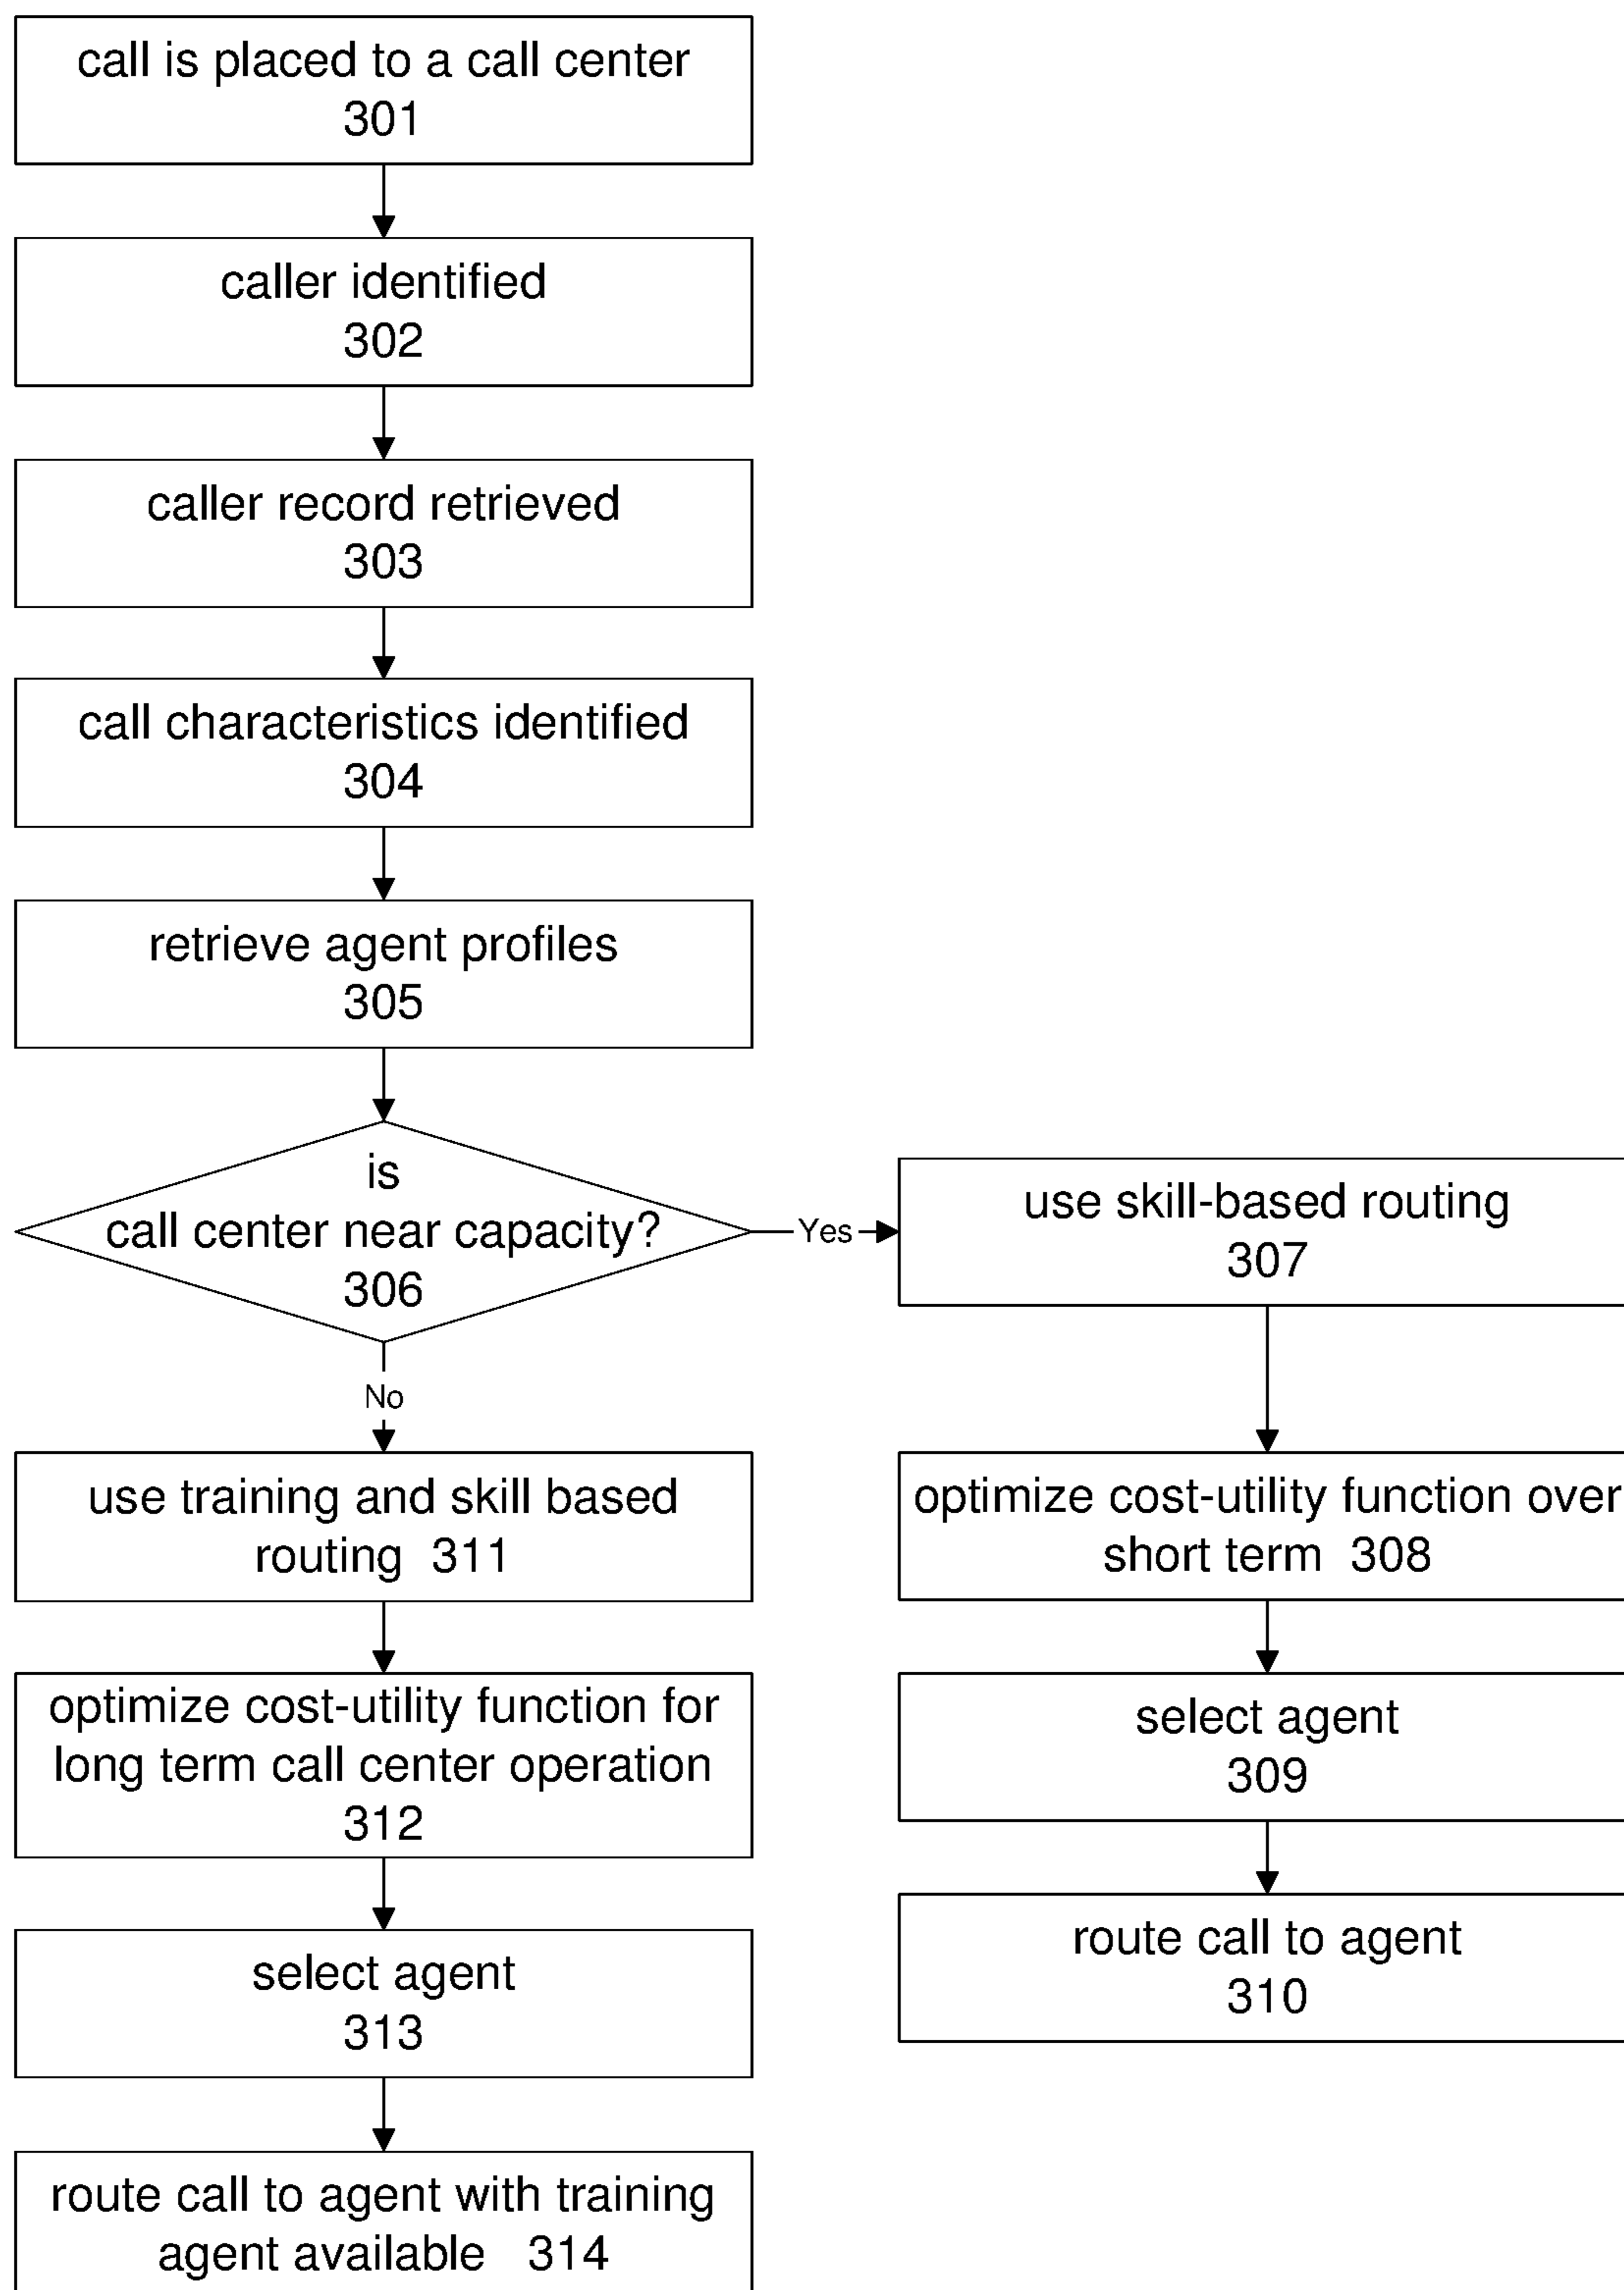 call is placed to a call center
301
caller identified
302
caller record retrieved
303
call characteristics identified
304
retrieve agent profiles
305
is
call center near capacity?
306
Yes
use skill-based routing
307
No
use training and skill based
routing 311
optimize cost-utility function over
short term 308
optimize cost-utility function for
long term call center operation
312
select agent
309
select agent
313
route call to agent
310
route call to agent with training
agent available 314